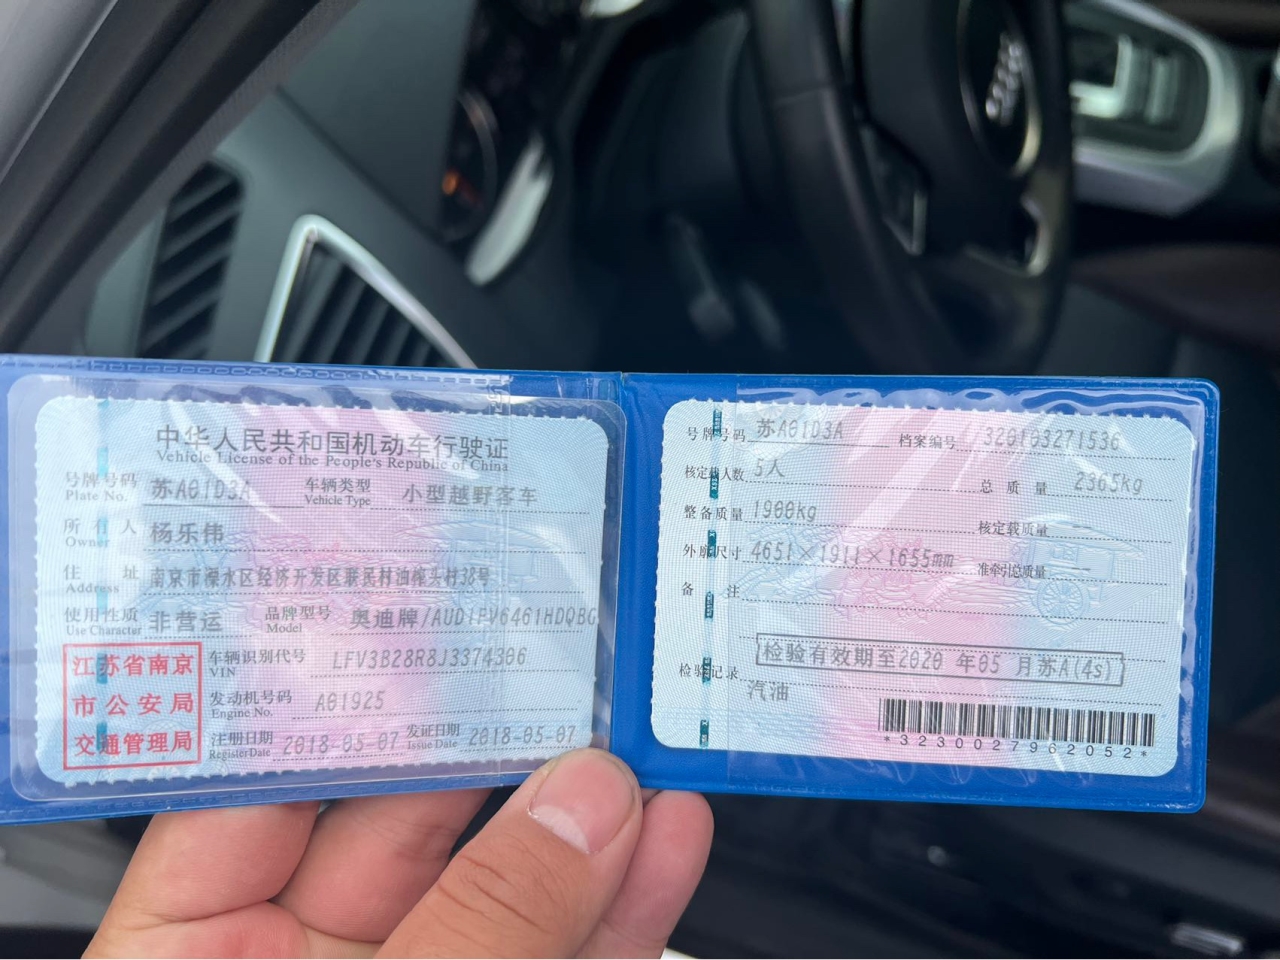 中华人民共和国机动车行驶证
Vehicle License of the People's Republic of China
号牌号码 苏A01D3A 车辆类型 小型越野客车
Plate No. Vehicle Type
所有人 杨乐伟
Owner
住址 南京市溧水区经济开发区联民村油榨头村38号
Address
使用性质 非营运 品牌型号 奥迪牌/AUDIFV6461HDQBG
Use Character Model
江苏省南京
市公安局
交通管理局
车辆识别代号 LFV3B28R8J3374306
VIN
发动机号码 A01925
Engine No.
注册日期 2018-05-07 发证日期 2018-05-07
Register Date Issue Date
号牌号码 苏A01D3A 档案编号 320103271536
核定载人数 5人 总质量 2365kg
整备质量 1900kg 核定载质量 --
外廓尺寸 4651×1911×1655mm 准牵引总质量 --
备注
检验有效期至2020 年05 月苏A(4s)
检验记录
汽油
*3230027962052*